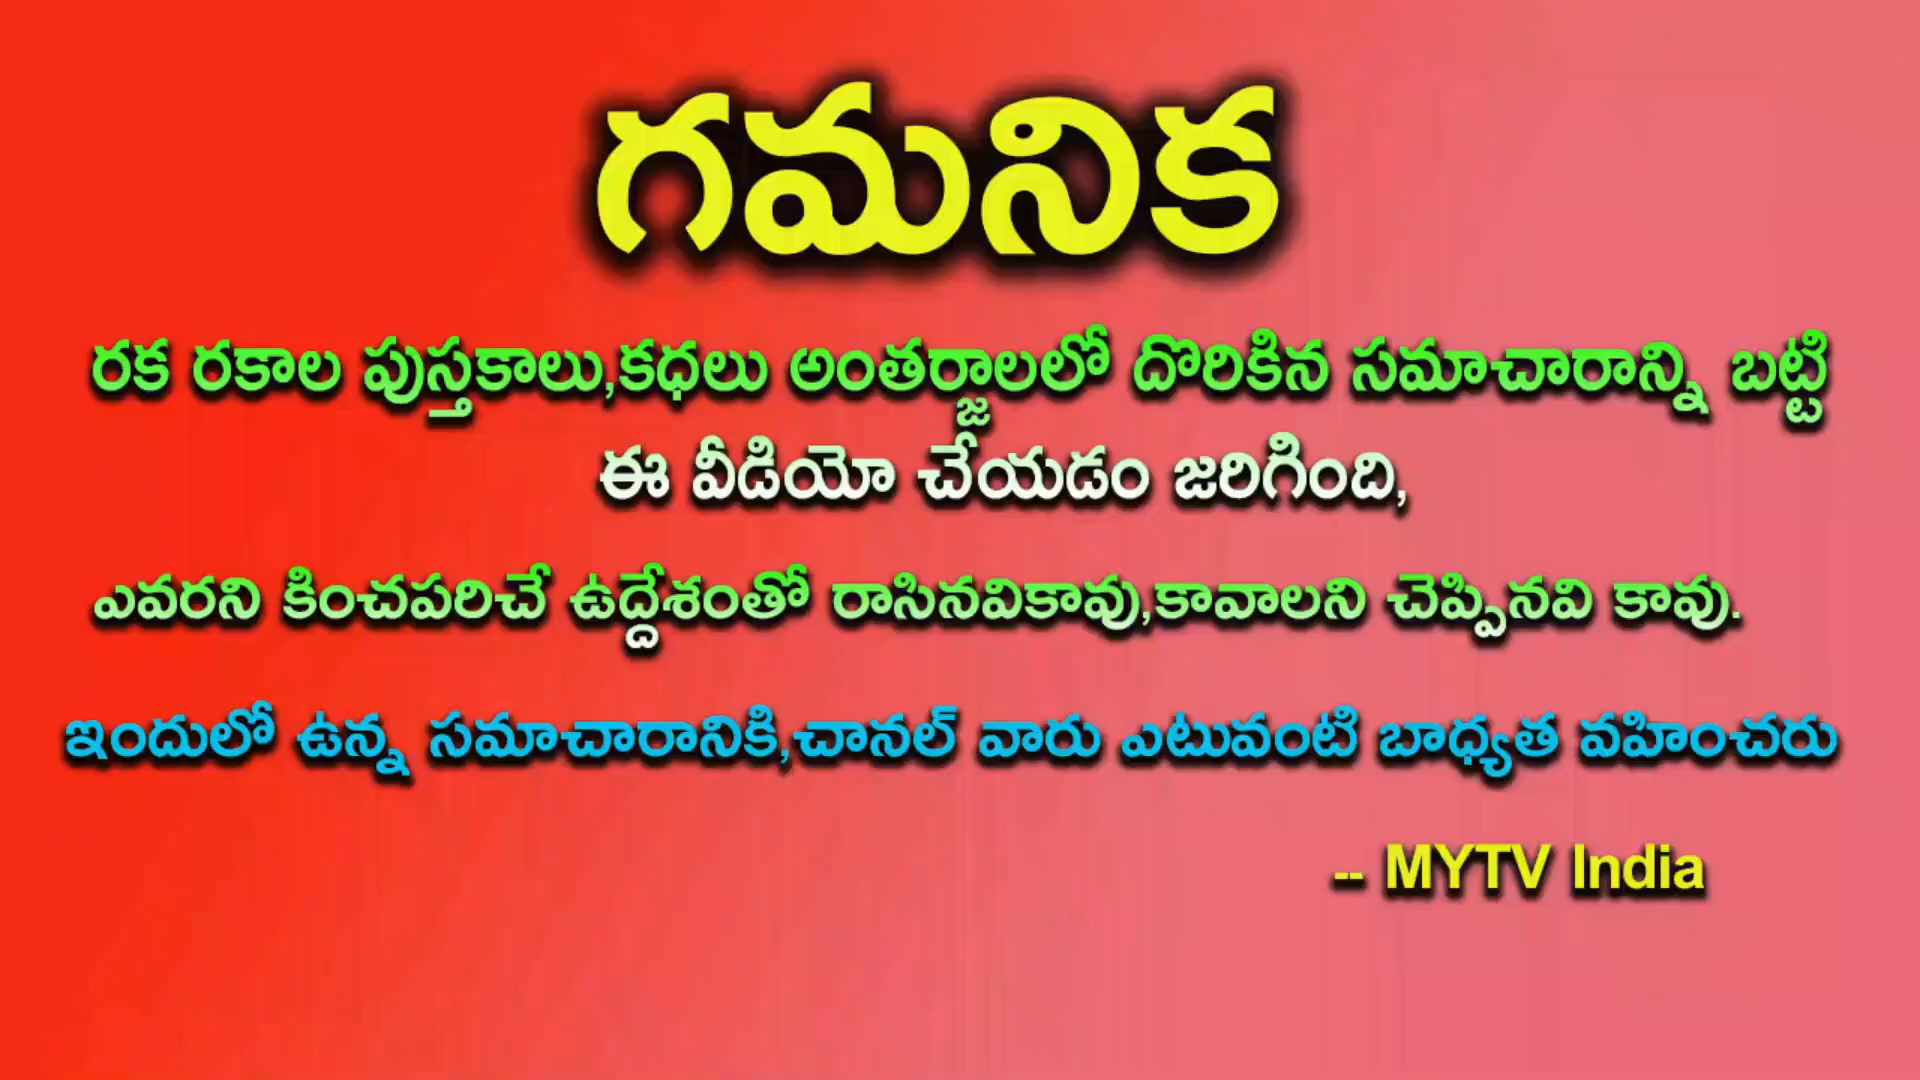 గమనిక
రక రకాల పుస్తకాలు,కధలు అంతర్జాలలో దొరికిన సమాచారాన్ని బట్టి
ఈ వీడియో చేయడం జరిగింది,
ఎవరని కించపరిచే ఉద్దేశంతో రాసినవికావు,కావాలని చెప్పినవి కావు.
ఇందులో ఉన్న సమాచారానికి,చానల్ వారు ఎటువంటి బాధ్యత వహించరు
-- MYTV India